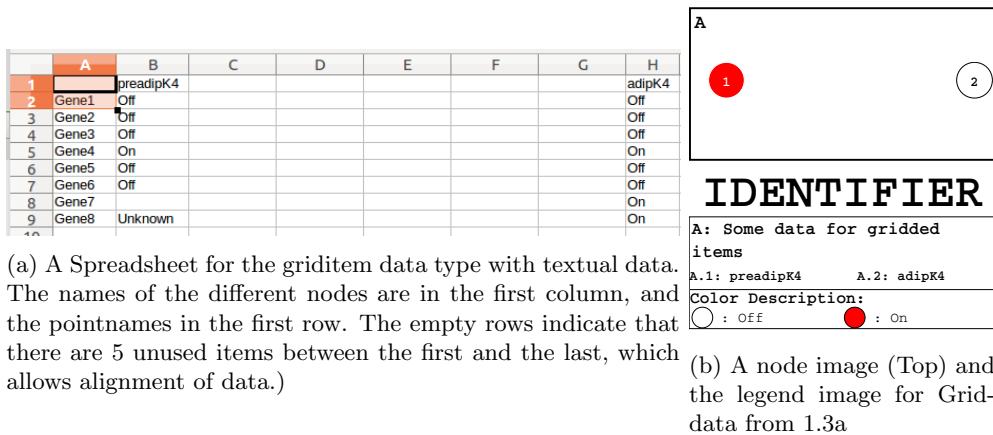 A B C D E F G H
1 preadipK4 adipK4
2 Gene1 Off Off
3 Gene2 Off Off
4 Gene3 Off Off
5 Gene4 On On
6 Gene5 Off Off
7 Gene6 Off Off
8 Gene7 On
9 Gene8 Unknown On
10
(a) A Spreadsheet for the griditem data type with textual data.
The names of the different nodes are in the first column, and
the pointnames in the first row. The empty rows indicate that
there are 5 unused items between the first and the last, which
allows alignment of data.)
A
1 2
IDENTIFIER
A: Some data for gridded
items
A.1: preadipK4 A.2: adipK4
Color Description:
: Off : On
(b) A node image (Top) and
the legend image for Grid-
data from 1.3a